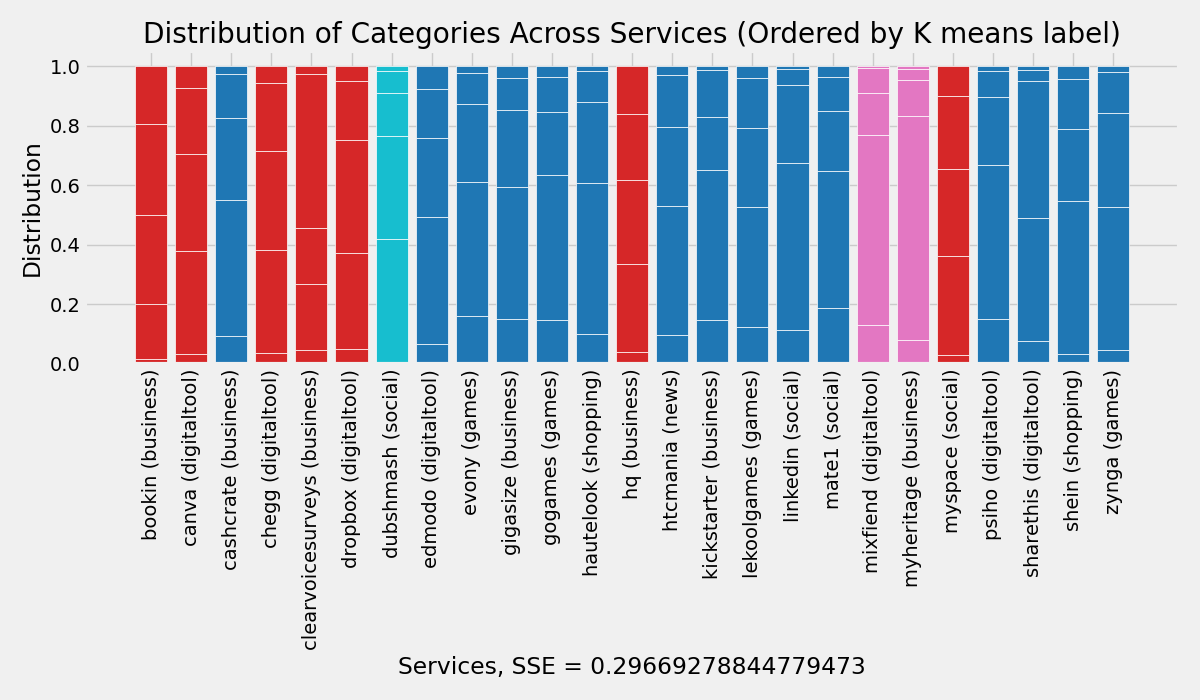 Distribution of Categories Across Services (Ordered by K means label)
Distribution
1.0
0.8
0.6
0.4
0.2
0.0
bookin (business)
canva (digitaltool)
cashcrate (business)
chegg (digitaltool)
clearvoicesurveys (business)
dropbox (digitaltool)
dubshmash (social)
edmodo (digitaltool)
evony (games)
gigasize (business)
gogames (games)
hautelook (shopping)
hq (business)
htcmania (news)
kickstarter (business)
lekoolgames (games)
linkedin (social)
mate1 (social)
mixfiend (digitaltool)
myheritage (business)
myspace (social)
psiho (digitaltool)
sharethis (digitaltool)
shein (shopping)
zynga (games)
Services, SSE = 0.29669278844779473